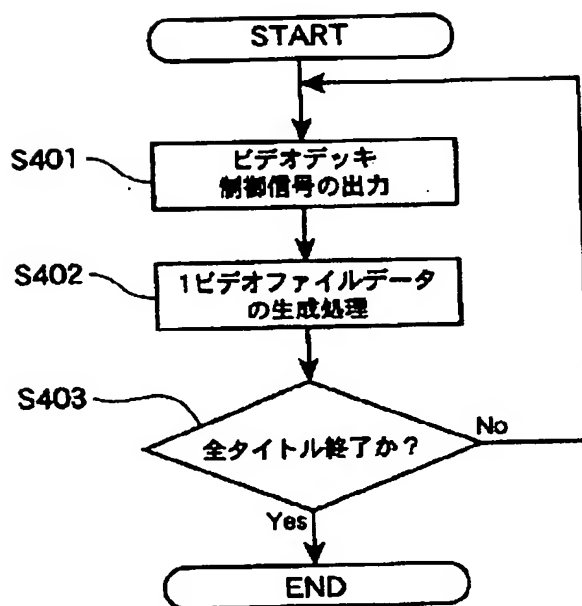 START
S401
ビデオデッキ
制御信号の出力
S402
1ビデオファイルデータ
の生成処理
S403
全タイトル終了か?
No
Yes
END